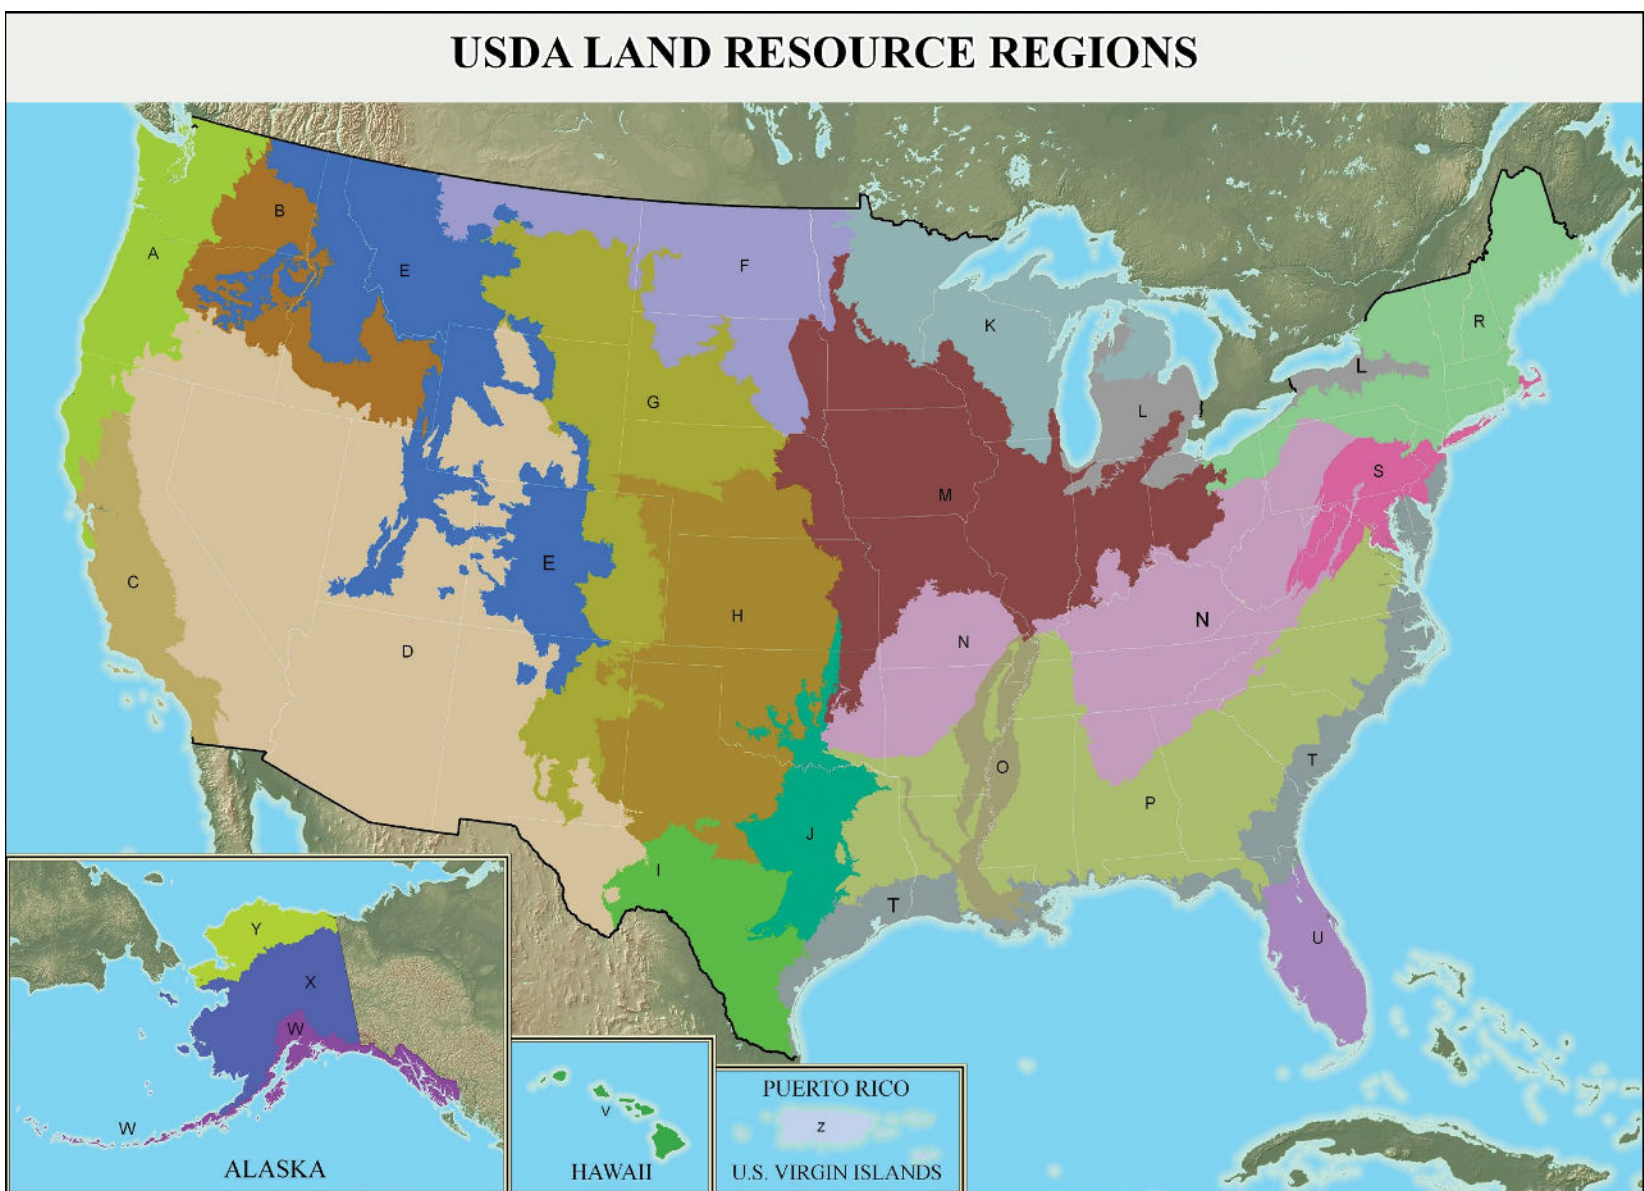 USDA LAND RESOURCE REGIONS
B
A
E
F
K
R
L
G
L
S
M
E
C
H
N
N
D
O
T
P
J
I
T
U
Y
X
W
W
ALASKA
V
HAWAII
PUERTO RICO
Z
U.S. VIRGIN ISLANDS